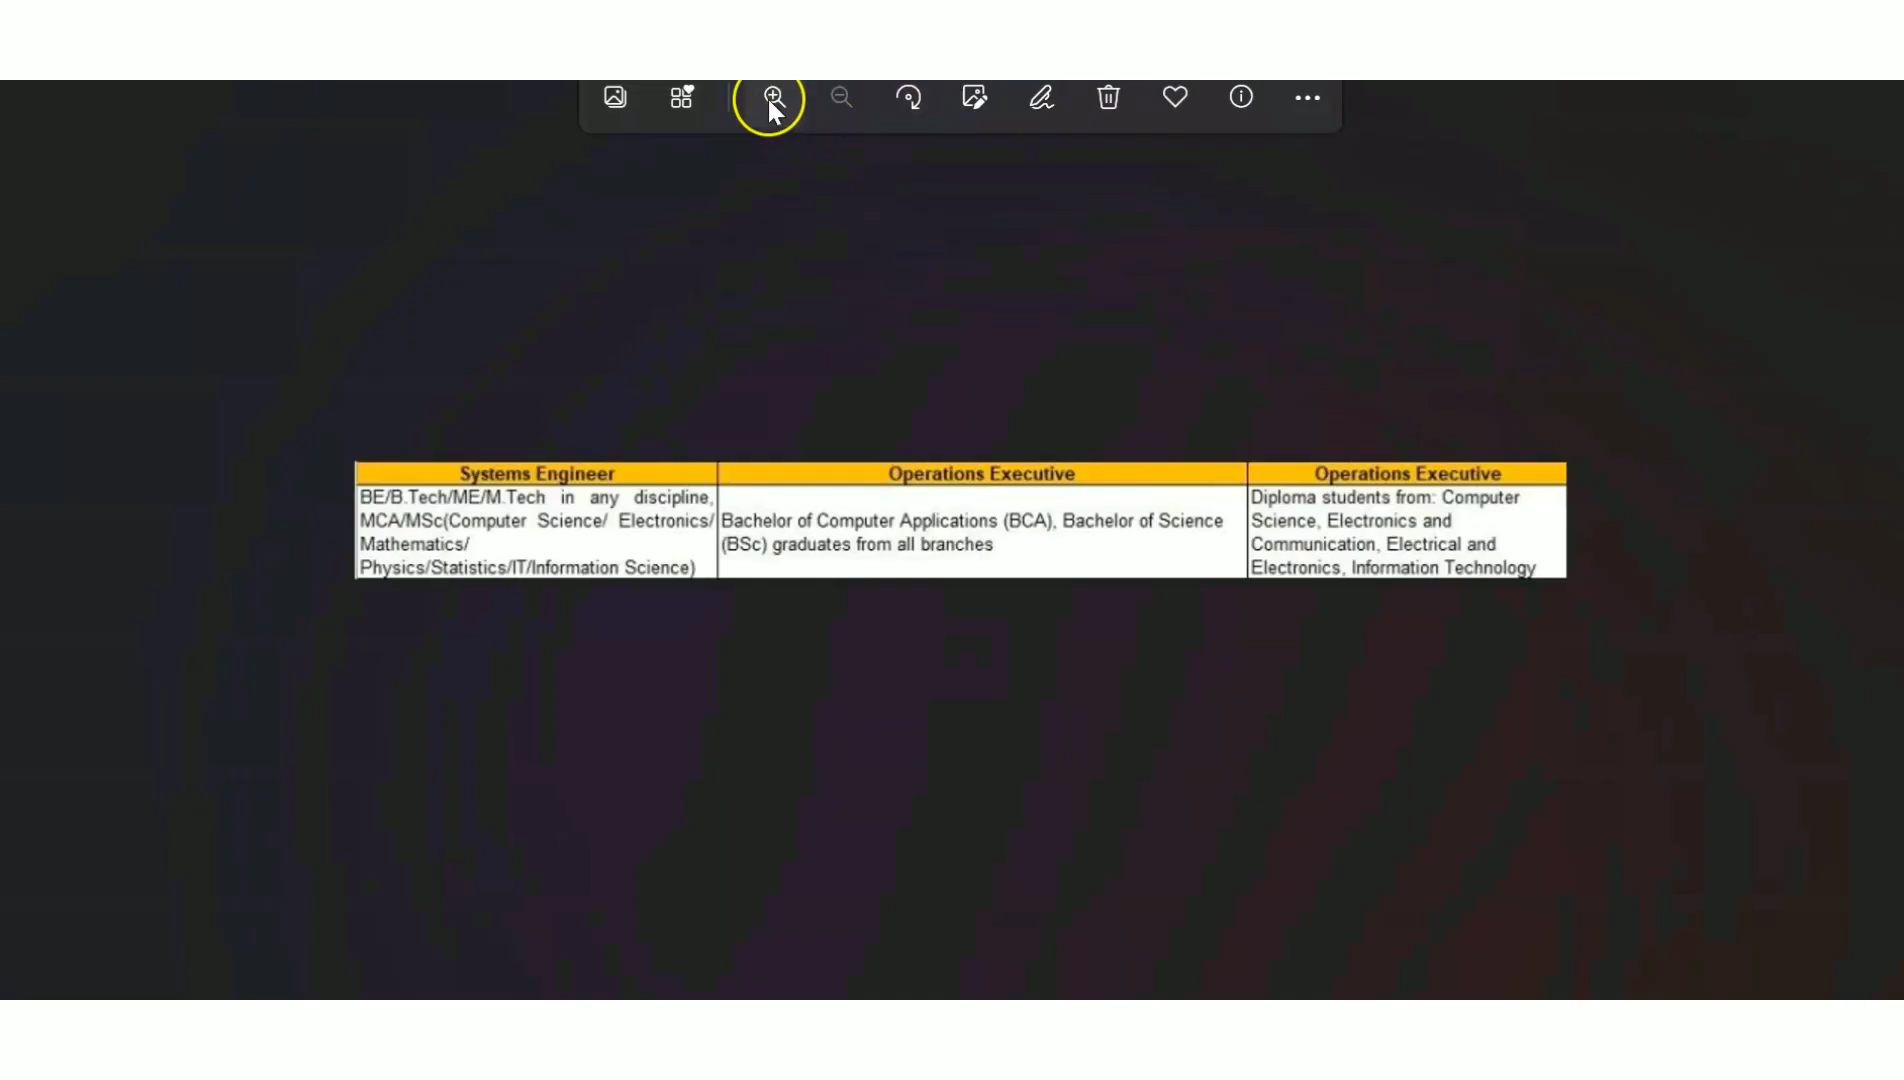 Systems Engineer
Operations Executive
Operations Executive
BE/B.Tech/ME/M.Tech in any discipline,
MCA/MSc(Computer Science/ Electronics/
Mathematics/
Physics/Statistics/IT/Information Science)
Bachelor of Computer Applications (BCA), Bachelor of Science
(BSc) graduates from all branches
Diploma students from: Computer
Science, Electronics and
Communication, Electrical and
Electronics, Information Technology